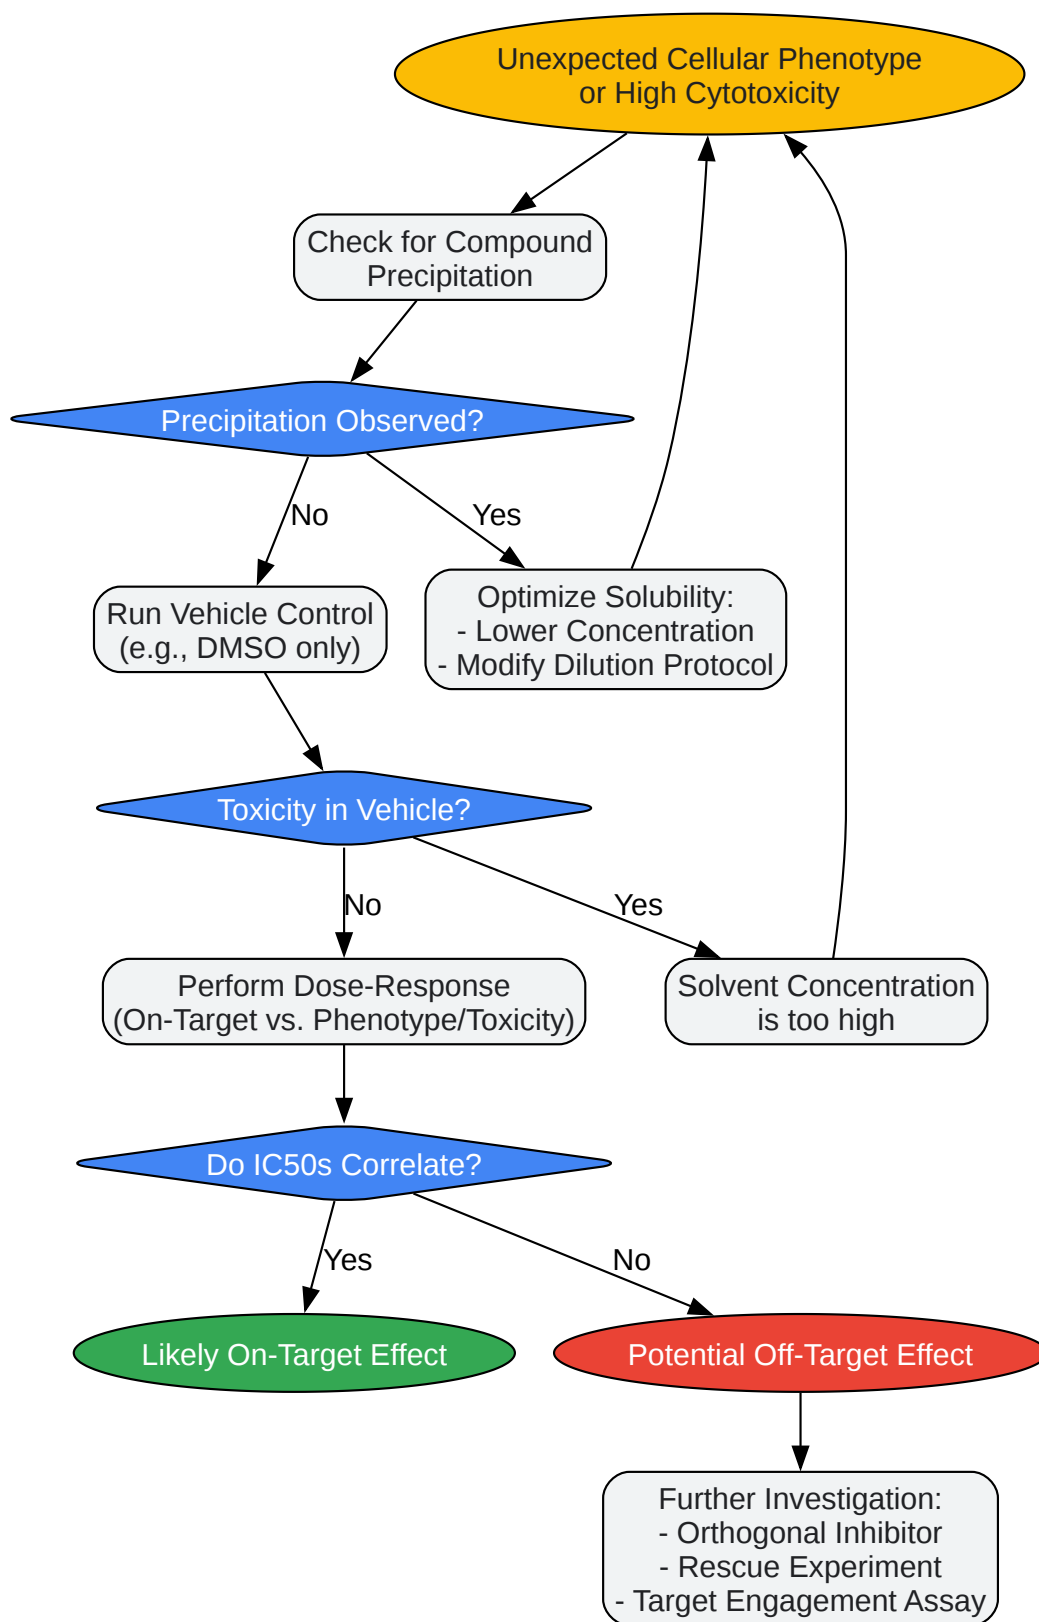 Unexpected Cellular Phenotype
or High Cytotoxicity
Check for Compound
Precipitation
Precipitation Observed?
No
Yes
Run Vehicle Control
(e.g., DMSO only)
Optimize Solubility:
- Lower Concentration
- Modify Dilution Protocol
Toxicity in Vehicle?
No
Yes
Perform Dose-Response
(On-Target vs. Phenotype/Toxicity)
Solvent Concentration
is too high
Do IC50s Correlate?
Yes
No
Likely On-Target Effect
Potential Off-Target Effect
Further Investigation:
- Orthogonal Inhibitor
- Rescue Experiment
- Target Engagement Assay